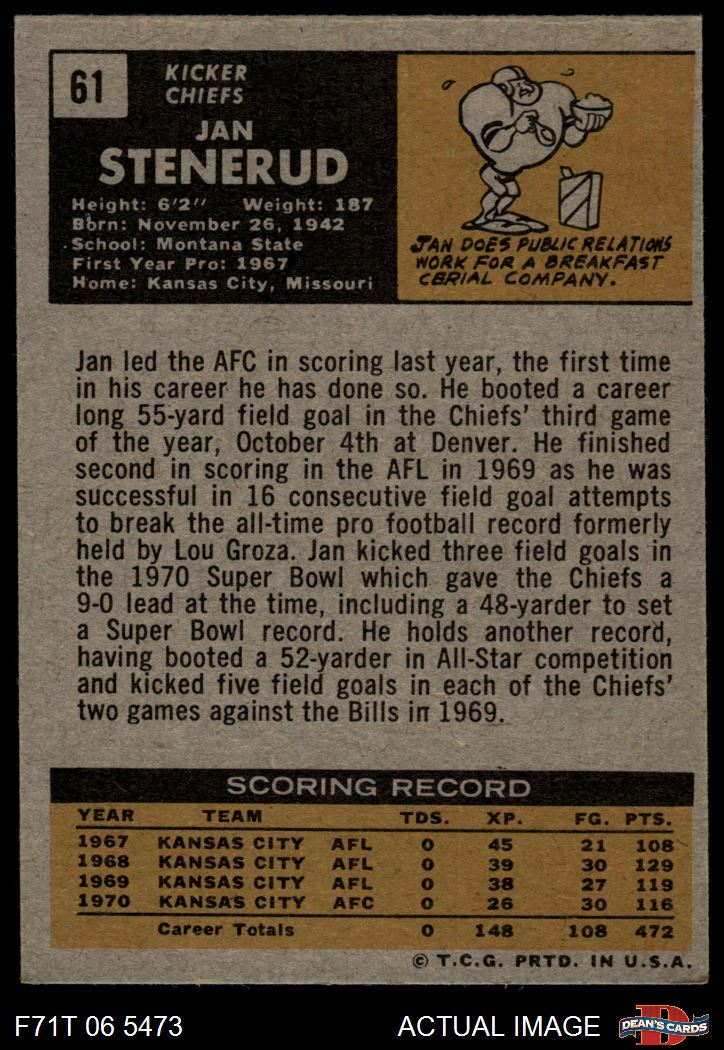 61
KICKER
CHIEFS
JAN
STENERUD
Height: 6'2" Weight: 187
Born: November 26, 1942
School: Montana State
First Year Pro: 1967
Home: Kansas City, Missouri
JAN DOES PUBLIC RELATIONS
WORK FOR A BREAKFAST
CERIAL COMPANY.
Jan led the AFC in scoring last year, the first time
in his career he has done so. He booted a career
long 55-yard field goal in the Chiefs' third game
of the year, October 4th at Denver. He finished
second in scoring in the AFL in 1969 as he was
successful in 16 consecutive field goal attempts
to break the all-time pro football record formerly
held by Lou Groza. Jan kicked three field goals in
the 1970 Super Bowl which gave the Chiefs a
9-0 lead at the time, including a 48-yarder to set
a Super Bowl record. He holds another record,
having booted a 52-yarder in All-Star competition
and kicked five field goals in each of the Chiefs'
two games against the Bills in 1969.
SCORING RECORD
YEAR TEAM TDS. XP. FG. PTS.
1967 KANSAS CITY AFL 0 45 21 108
1968 KANSAS CITY AFL 0 39 30 129
1969 KANSAS CITY AFL 0 38 27 119
1970 KANSAS CITY AFC 0 26 30 116
Career Totals 0 148 108 472
© T.C.G. PRTD. IN U.S.A.
F71T 06 5473 ACTUAL IMAGE
D
DEAN'S CARDS